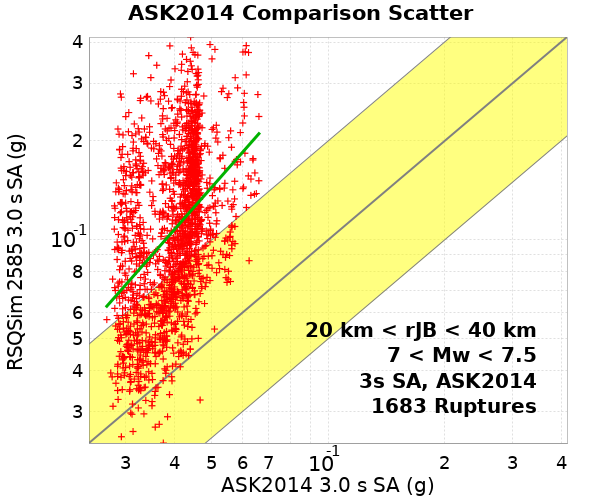 ASK2014 Comparison Scatter
RSQSim 2585 3.0 s SA (g)
4
3
2
10-1
8
6
5
4
3
20 km < rJB < 40 km
7 < Mw < 7.5
3s SA, ASK2014
1683 Ruptures
3 4 5 6 7 10-1 2 3 4
ASK2014 3.0 s SA (g)